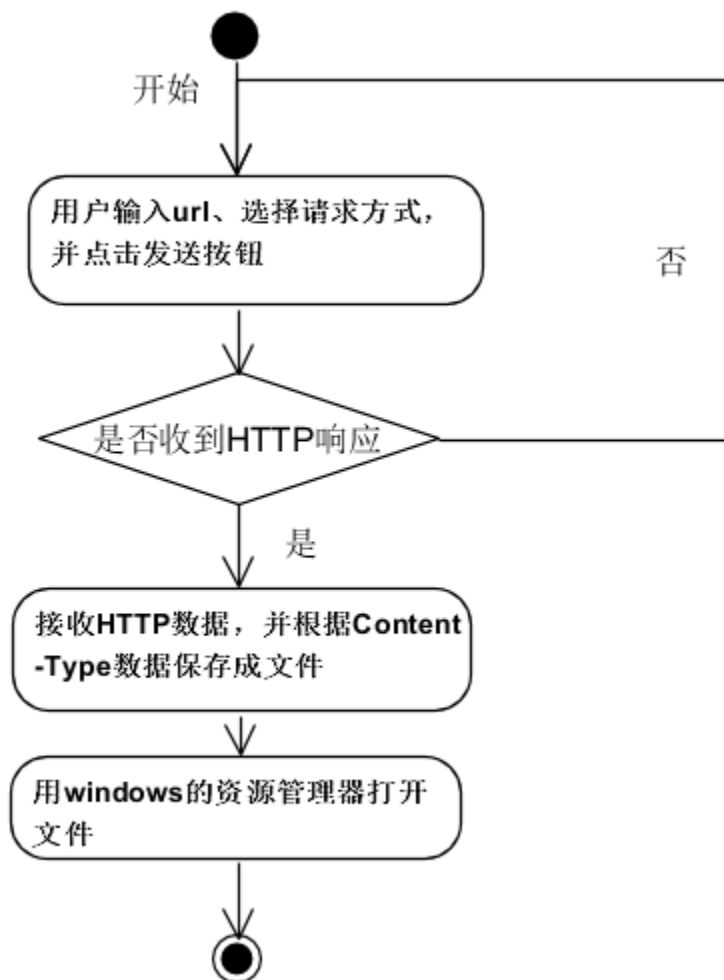 开始
用户输入url、选择请求方式，
并点击发送按钮
否
是否收到HTTP响应
是
接收HTTP数据，并根据Content
-Type数据保存成文件
用windows的资源管理器打开
文件